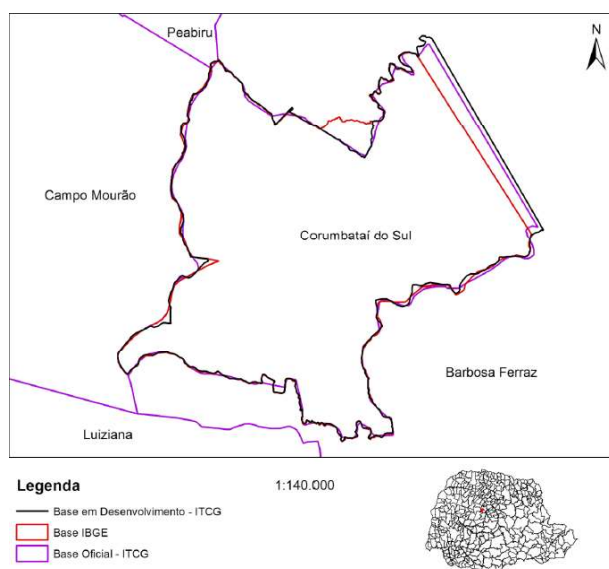 Peabiru
N
Campo Mourão
Corumbataí do Sul
Barbosa Ferraz
Luiziana
Legenda
1:140.000
Base em Desenvolvimento - ITCG
Base IBGE
Base Oficial - ITCG